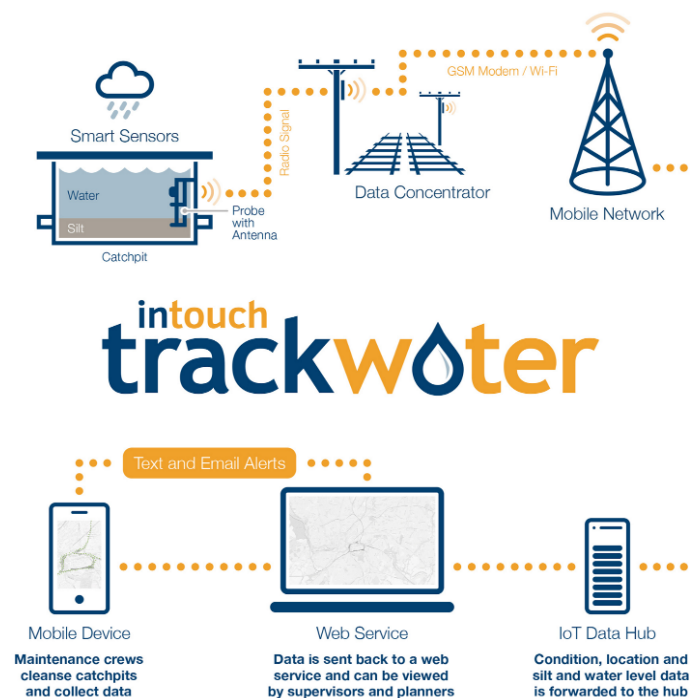 GSM Modem / Wi-Fi
Smart Sensors
Radio Signal
Water
Silt
Probe
with
Antenna
Catchpit
Data Concentrator
Mobile Network
intouch
trackwater
Text and Email Alerts
Mobile Device
Maintenance crews
cleanse catchpits
and collect data
Web Service
Data is sent back to a web
service and can be viewed
by supervisors and planners
IoT Data Hub
Condition, location and
silt and water level data
is forwarded to the hub